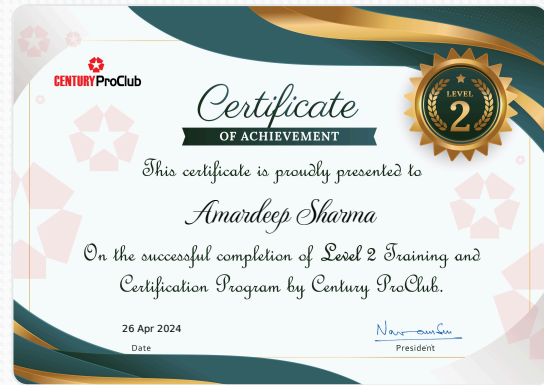 CENTURY ProClub
Certificate
OF ACHIEVEMENT
LEVEL
2
This certificate is proudly presented to
Amardeep Sharma
On the successful completion of Level 2 Training and
Certification Program by Century ProClub.
26 Apr 2024
Date
President